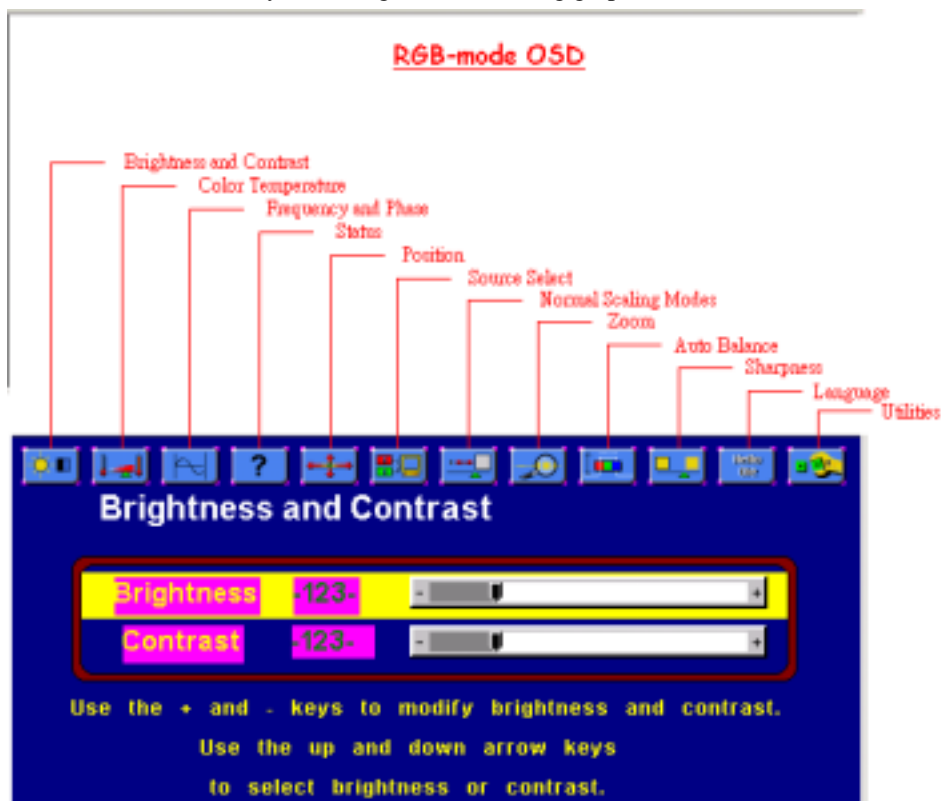 RGB-mode OSD
Brightness and Contrast
Color Temperature
Frequency and Phase
Status
Position
Source Select
Normal Scaling Modes
Zoom
Auto Balance
Sharpness
Language
Utilities
?
Brightness and Contrast
Brightness -123- - +
Contrast -123- - +
Use the + and - keys to modify brightness and contrast.
Use the up and down arrow keys
to select brightness or contrast.